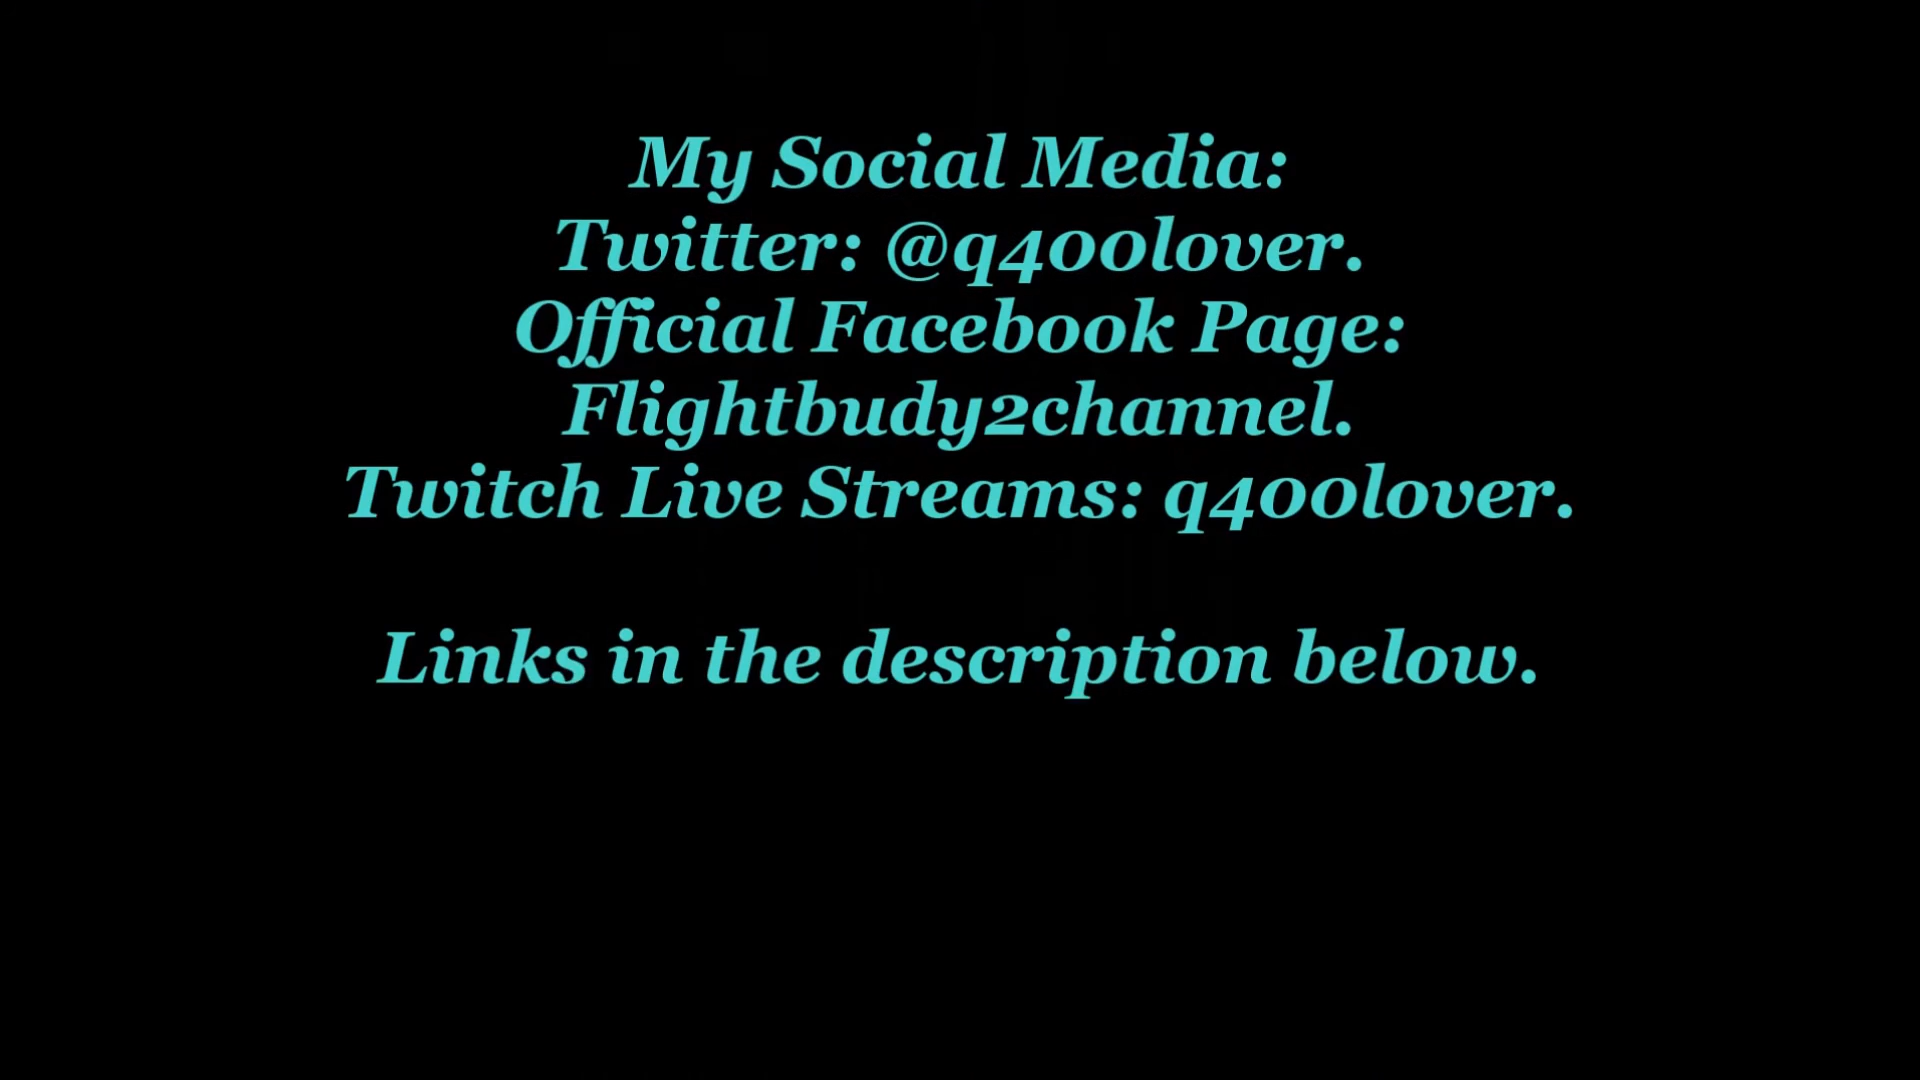 My Social Media:
Twitter: @q400lover.
Official Facebook Page:
Flightbudy2channel.
Twitch Live Streams: q400lover.
Links in the description below.